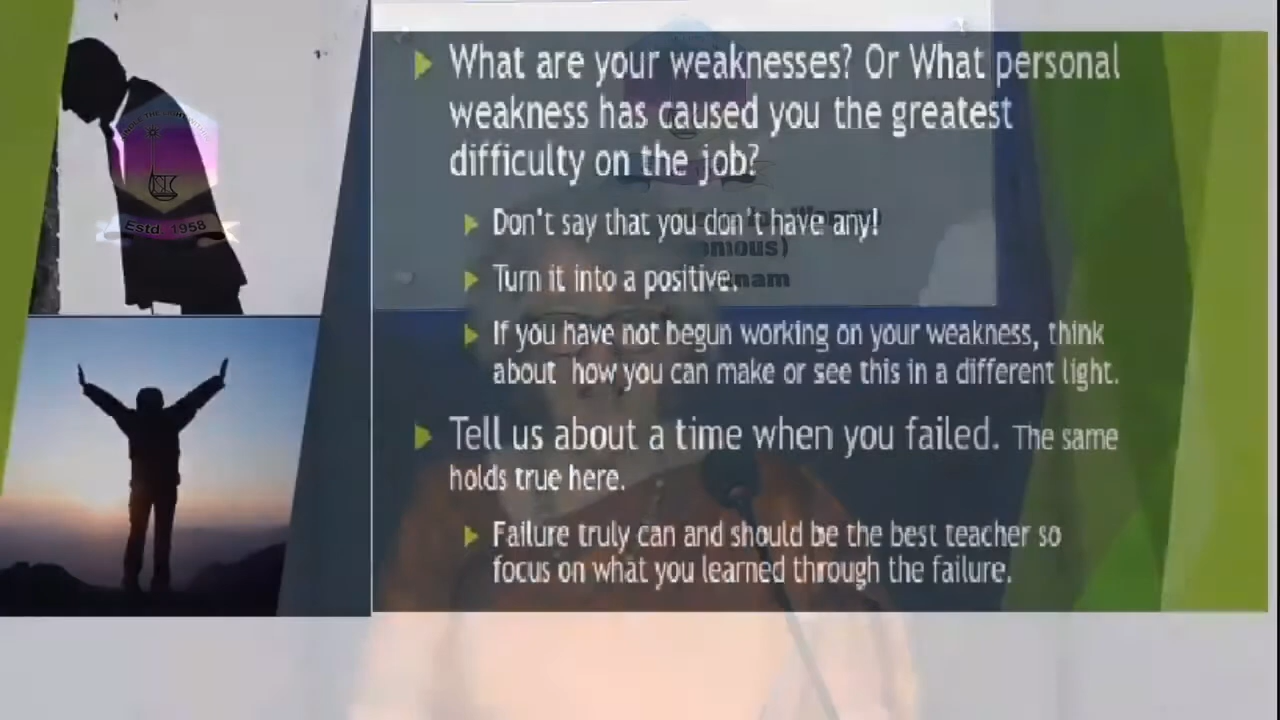 What are your weaknesses? Or What personal
weakness has caused you the greatest
difficulty on the job?
Don't say that you don't have any!
Turn it into a positive.
If you have not begun working on your weakness, think
about how you can make or see this in a different light.
Tell us about a time when you failed. The same
holds true here.
Failure truly can and should be the best teacher so
focus on what you learned through the failure.
Estd. 1958